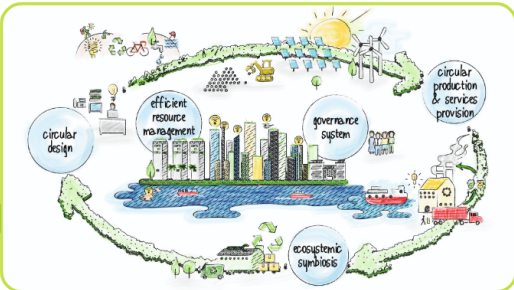 circular
design
efficient
resource
management
governance
system
circular
production
& services
provision
ecosystemic
symbiosis